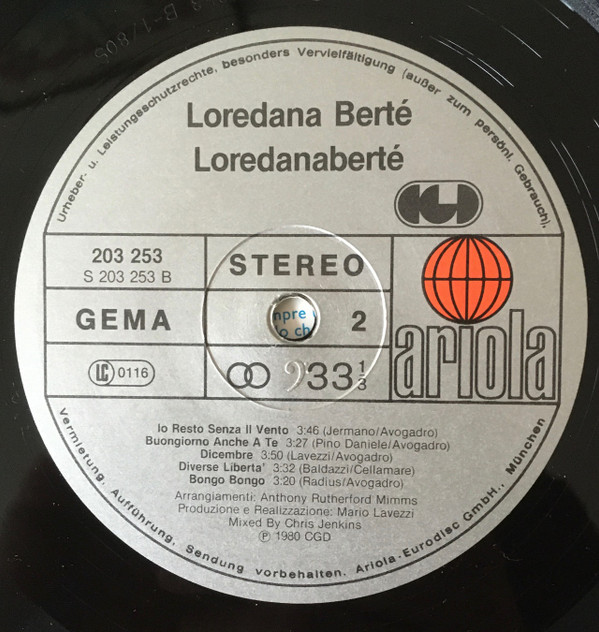 Urheber- u. Leistungsschutzrechte, besonders Vervielfältigung (außer zum persönl. Gebrauch),
Loredana Berté
Loredanaberté
CGD
203 253
S 203 253 B
STEREO
GEMA
2
LC 0116
33 1/3
ariola
Io Resto Senza Il Vento 3:46 (Jermano/Avogadro)
Buongiorno Anche A Te 3:27 (Pino Daniele/Avogadro)
Dicembre 3:50 (Lavezzi/Avogadro)
Diverse Liberta' 3:32 (Baldazzi/Cellamare)
Bongo Bongo 3:20 (Radius/Avogadro)
Arrangiamenti: Anthony Rutherford Mimms
Produzione e Realizzazione: Mario Lavezzi
Mixed By Chris Jenkins
℗ 1980 CGD
Vermietung, Aufführung, Sendung vorbehalten. Ariola-Eurodisc GmbH., München